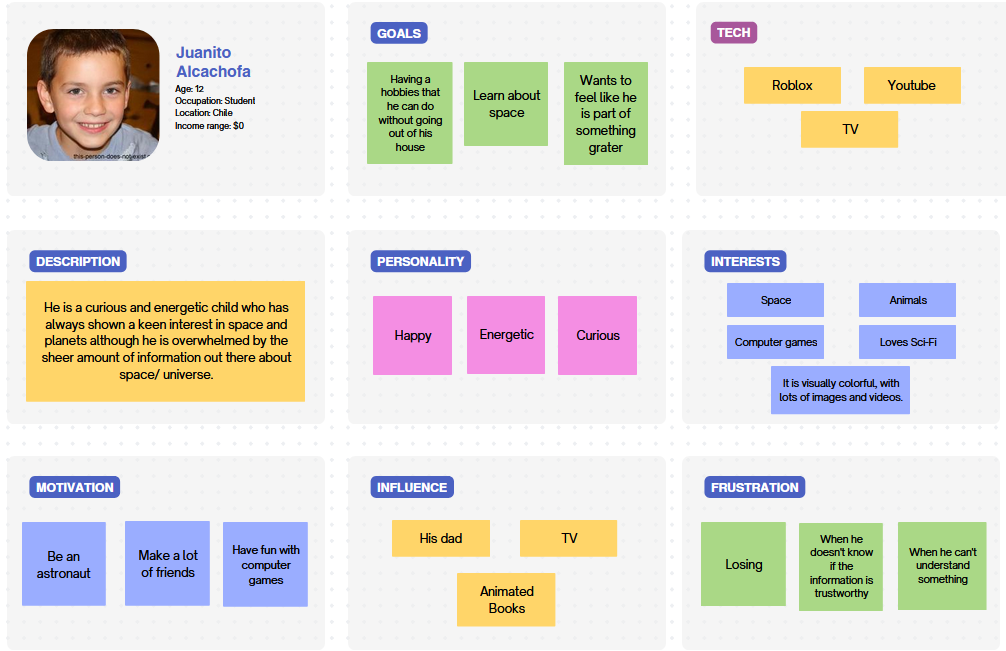 Juanito
Alcachofa
Age: 12
Occupation: Student
Location: Chile
Income range: $0
this-person-does-not-exist.c
GOALS
Having a
hobbies that
he can do
without going
out of his
house
Learn about
space
Wants to
feel like he
is part of
something
grater
TECH
Roblox
Youtube
TV
DESCRIPTION
He is a curious and energetic child who has
always shown a keen interest in space and
planets although he is overwhelmed by the
sheer amount of information out there about
space/ universe.
PERSONALITY
Happy
Energetic
Curious
INTERESTS
Space
Animals
Computer games
Loves Sci-Fi
It is visually colorful, with
lots of images and videos.
MOTIVATION
Be an
astronaut
Make a lot
of friends
Have fun with
computer
games
INFLUENCE
His dad
TV
Animated
Books
FRUSTRATION
Losing
When he
doesn't know
if the
information is
trustworthy
When he can't
understand
something